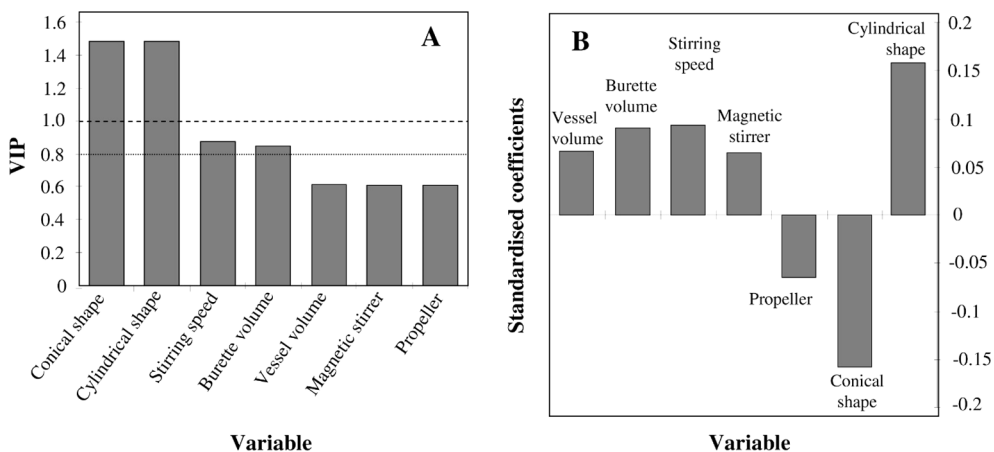 A
VIP
1.6
1.4
1.2
1.0
0.8
0.6
0.4
0.2
0
Conical shape
Cylindrical shape
Stirring speed
Burette volume
Vessel volume
Magnetic stirrer
Propeller
Variable
B
Standardised coefficients
Vessel
volume
Burette
volume
Stirring
speed
Magnetic
stirrer
Propeller
Conical
shape
Cylindrical
shape
0.2
0.15
0.1
0.05
0
-0.05
-0.1
-0.15
-0.2
Variable